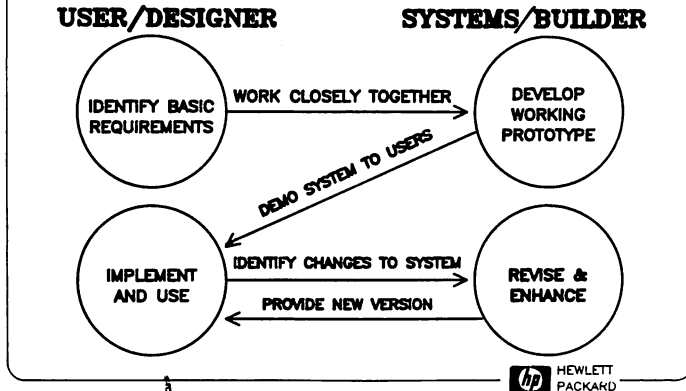 USER/DESIGNER
SYSTEMS/BUILDER
IDENTIFY BASIC
REQUIREMENTS
WORK CLOSELY TOGETHER
DEVELOP
WORKING
PROTOTYPE
DEMO SYSTEM TO USERS
IMPLEMENT
AND USE
IDENTIFY CHANGES TO SYSTEM
PROVIDE NEW VERSION
REVISE &
ENHANCE
hp
HEWLETT
PACKARD